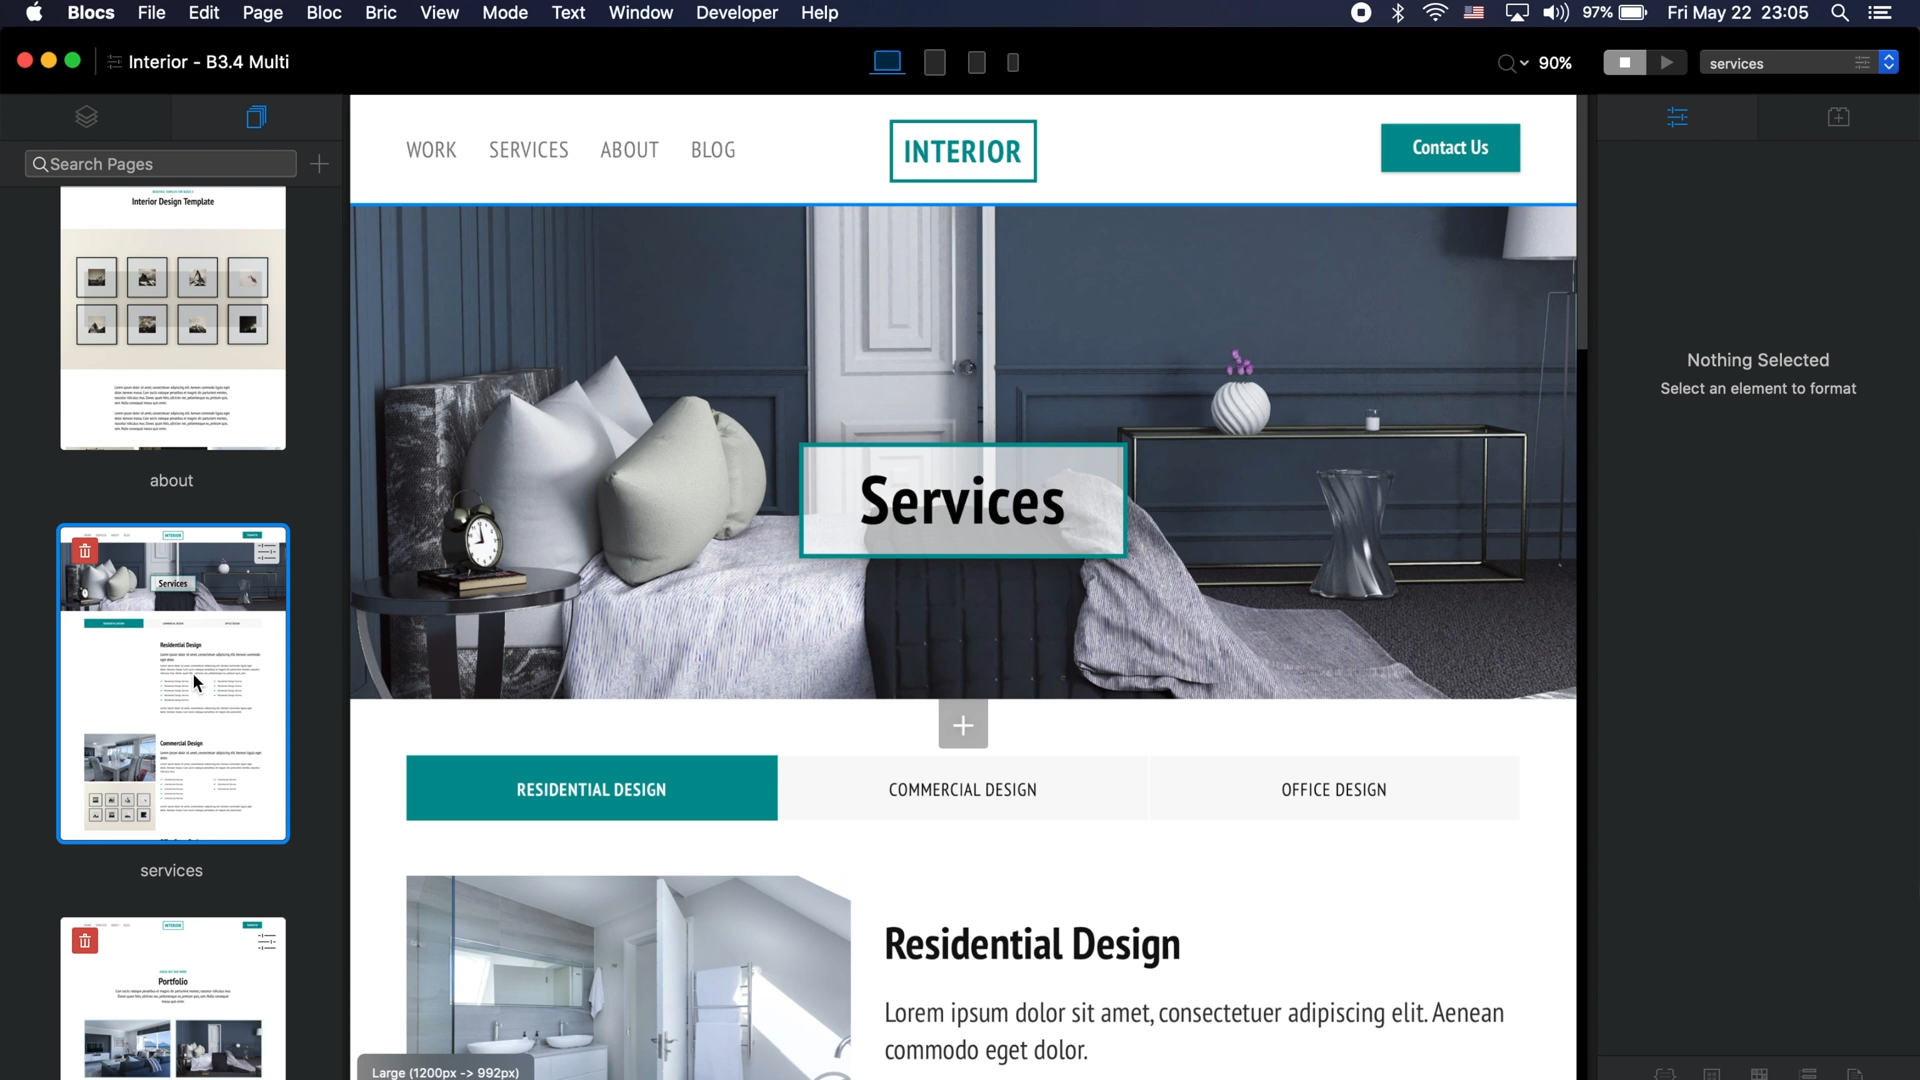 Blocs File Edit Page Bloc Bric View Mode Text Window Developer Help
97% Fri May 22 23:05
Interior - B3.4 Multi
90%
services
Search Pages
WORK SERVICES ABOUT BLOG
INTERIOR
Contact Us
Interior Design Template
about
Services
Residential Design
Commercial Design
services
INTERIOR
Portfolio
Services
RESIDENTIAL DESIGN
COMMERCIAL DESIGN
OFFICE DESIGN
Residential Design
Lorem ipsum dolor sit amet, consectetuer adipiscing elit. Aenean
commodo eget dolor.
Large (1200px -> 992px)
Nothing Selected
Select an element to format